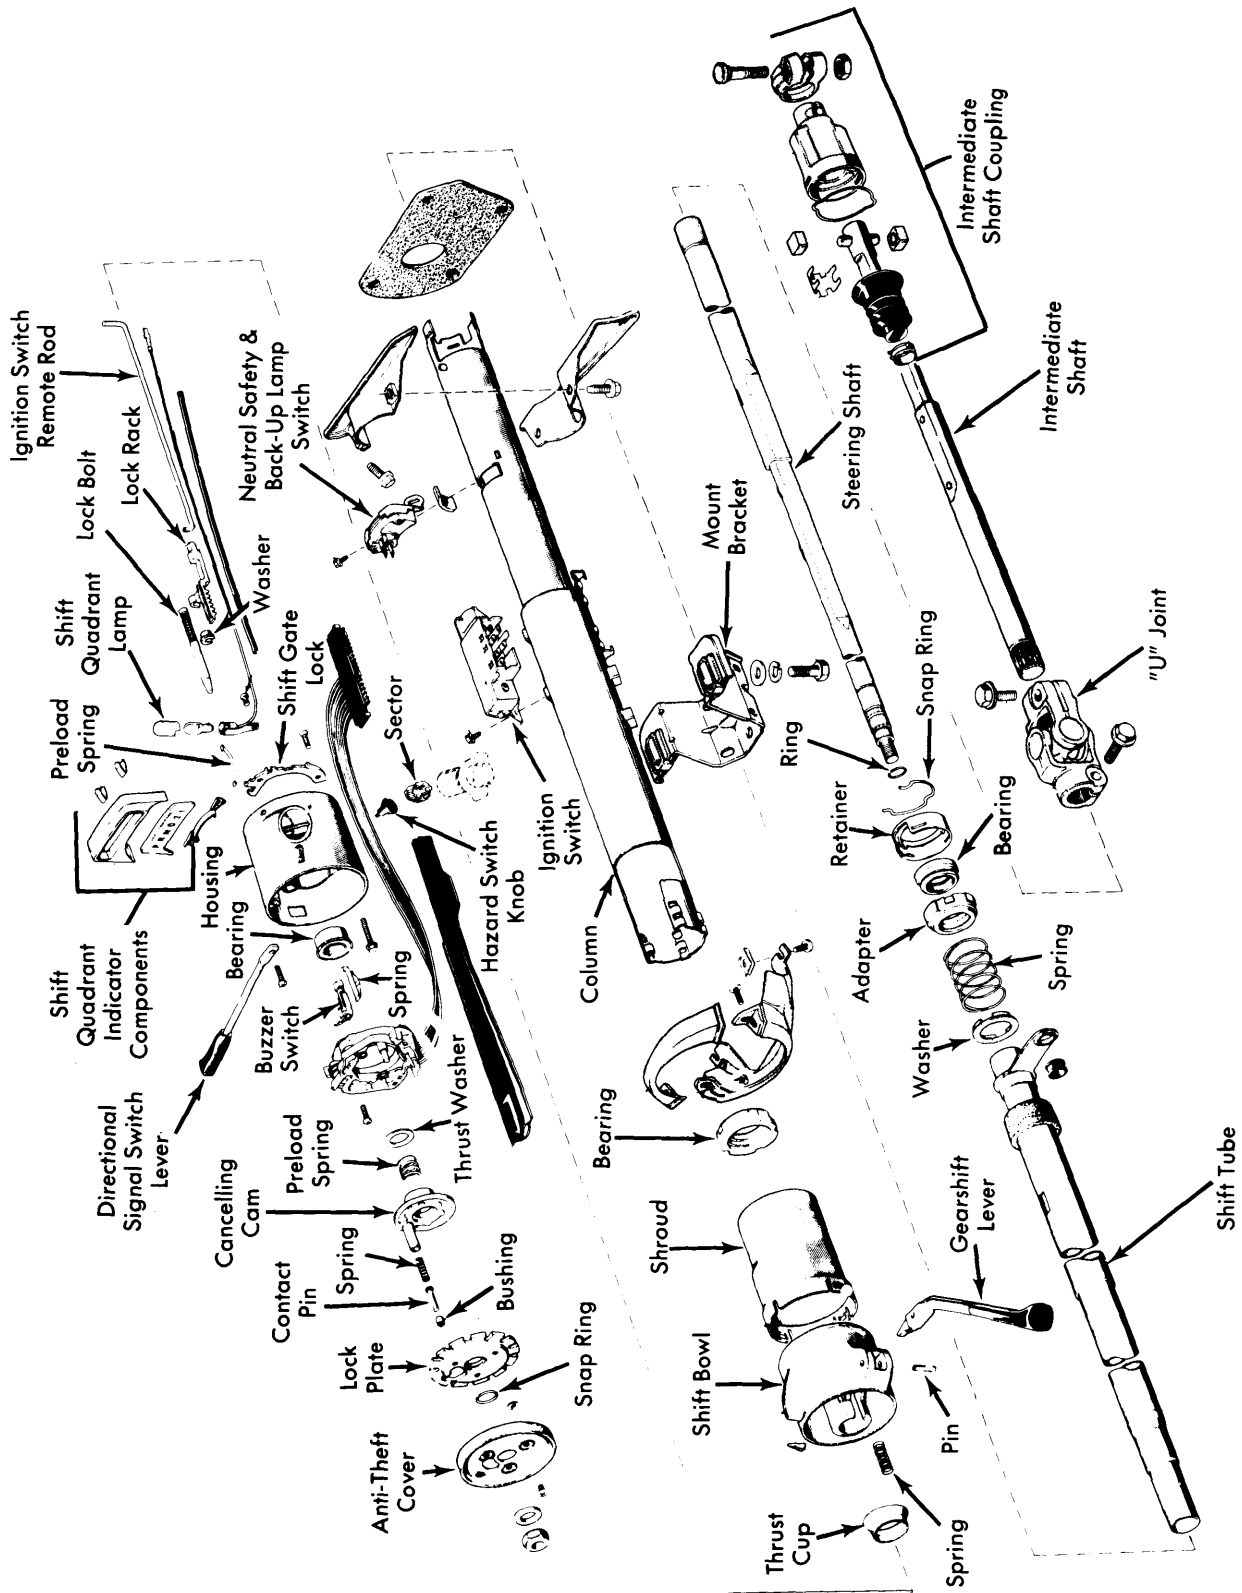 Ignition Switch
Remote Rod
Lock Rack
Lock Bolt
Shift
Quadrant
Lamp
Preload
Spring
Washer
Shift Gate
Lock
Neutral Safety &
Back-Up Lamp
Switch
Sector
Housing
Bearing
Shift
Quadrant
Indicator
Components
Directional
Signal Switch
Lever
Buzzer
Switch
Spring
Hazard Switch
Knob
Ignition
Switch
Thrust Washer
Preload
Spring
Cancelling
Cam
Spring
Contact
Pin
Bushing
Lock
Plate
Snap Ring
Anti-Theft
Cover
Column
Mount
Bracket
Bearing
Shroud
Shift Bowl
Thrust
Cup
Spring
Pin
Gearshift
Lever
Shift Tube
Washer
Spring
Adapter
Bearing
Retainer
Snap Ring
Ring
Steering Shaft
"U" Joint
Intermediate
Shaft
Intermediate
Shaft Coupling